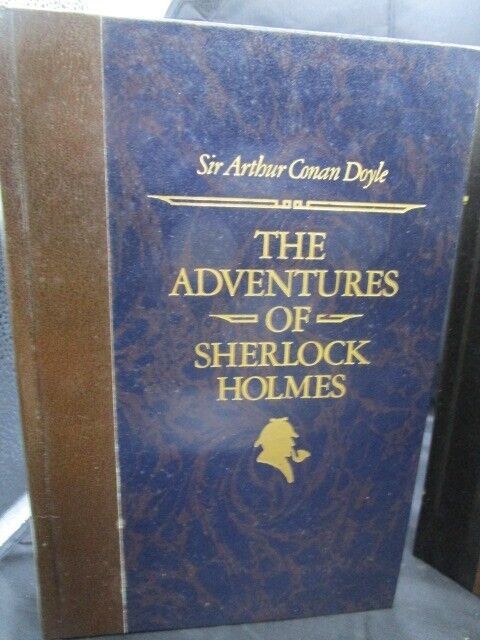 Sir Arthur Conan Doyle
THE
ADVENTURES
OF
SHERLOCK
HOLMES